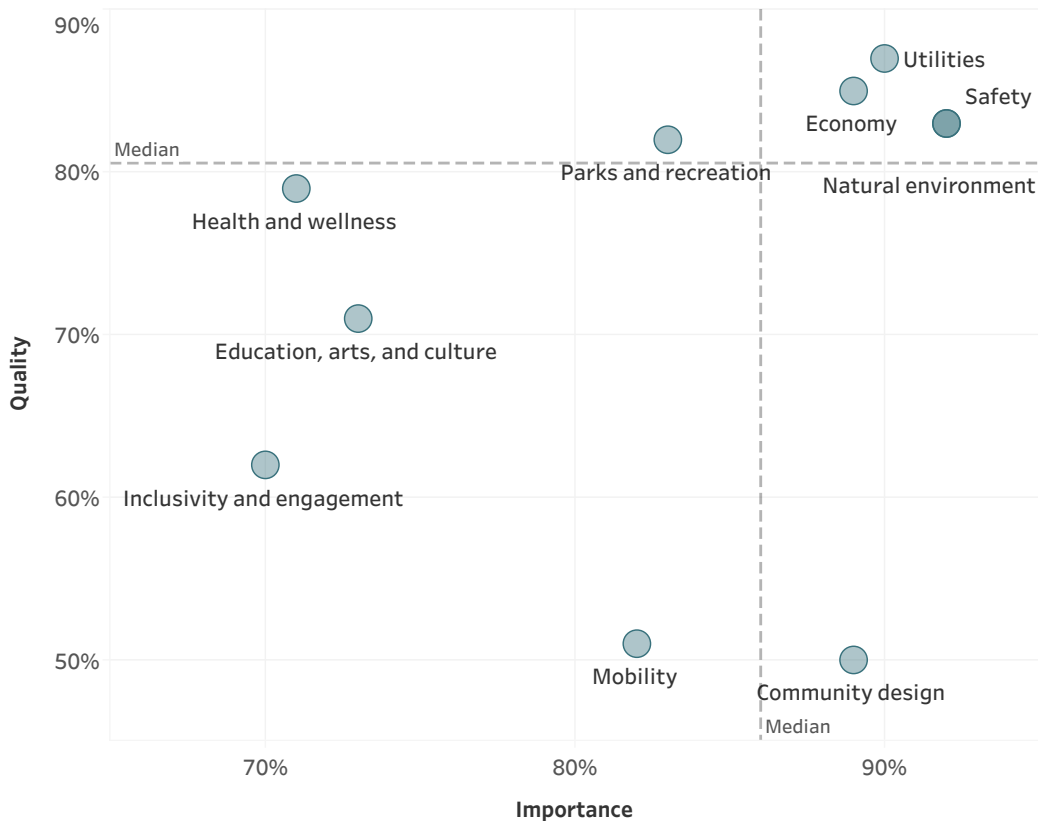 90%
Utilities
Safety
Economy
Median
Parks and recreation
80%
Natural environment
Health and wellness
70%
Education, arts, and culture
Quality
60%
Inclusivity and engagement
50%
Mobility
Community design
Median
70%
80%
90%
Importance